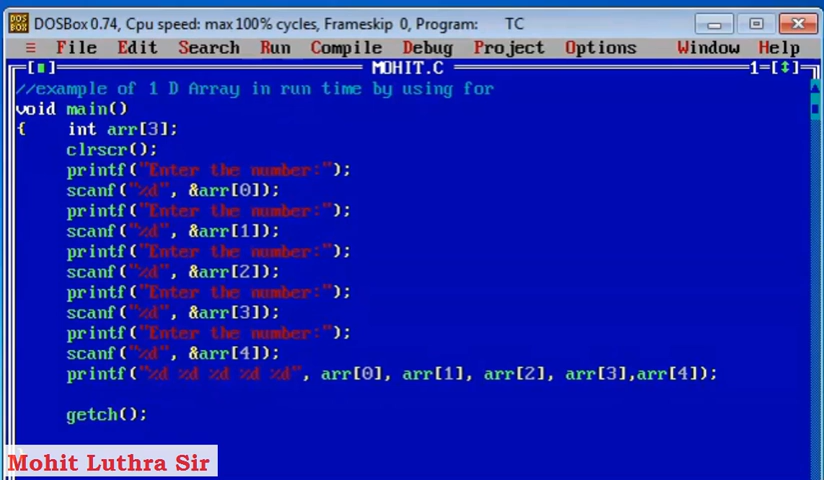 DOS BOX DOSBox 0.74, Cpu speed: max 100% cycles, Frameskip 0, Program: TC
≡ File Edit Search Run Compile Debug Project Options Window Help
[■] MOHIT.C 1=[↕]
//example of 1 D Array in run time by using for
void main()
{ int arr[3];
clrscr();
printf("Enter the number:");
scanf("%d", &arr[0]);
printf("Enter the number:");
scanf("%d", &arr[1]);
printf("Enter the number:");
scanf("%d", &arr[2]);
printf("Enter the number:");
scanf("%d", &arr[3]);
printf("Enter the number:");
scanf("%d", &arr[4]);
printf("%d %d %d %d %d", arr[0], arr[1], arr[2], arr[3],arr[4]);
getch();
Mohit Luthra Sir